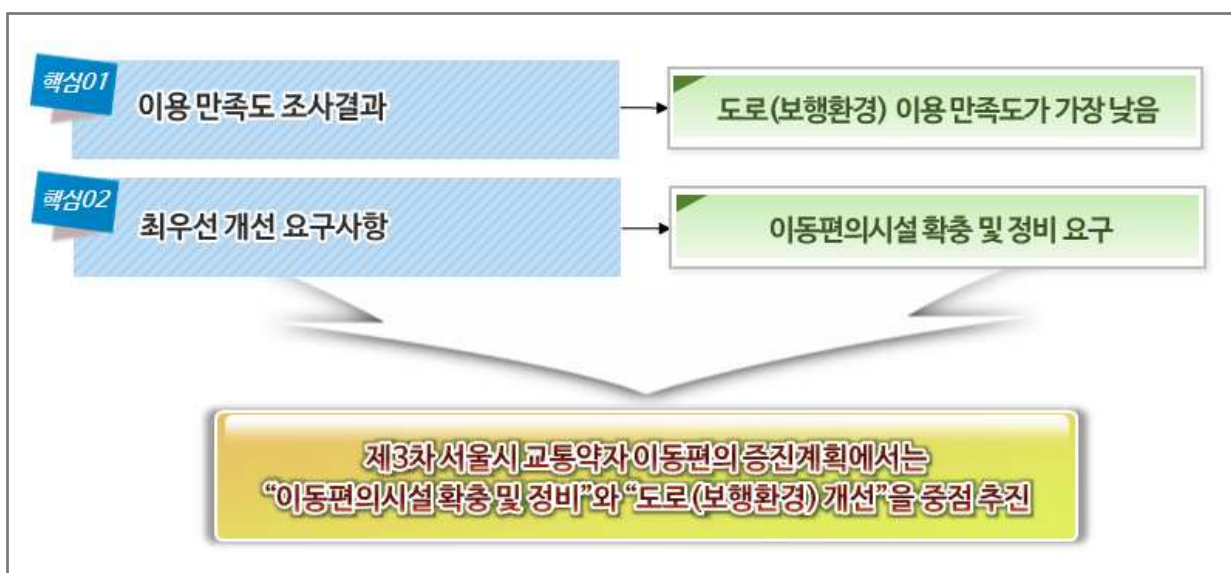 핵심01
이용 만족도 조사결과
도로(보행환경) 이용 만족도가 가장 낮음
핵심02
최우선 개선 요구사항
이동편의시설 확충 및 정비 요구
제3차 서울시 교통약자 이동편의 증진계획에서는
“이동편의시설 확충 및 정비”와 “도로(보행환경) 개선”을 중점 추진